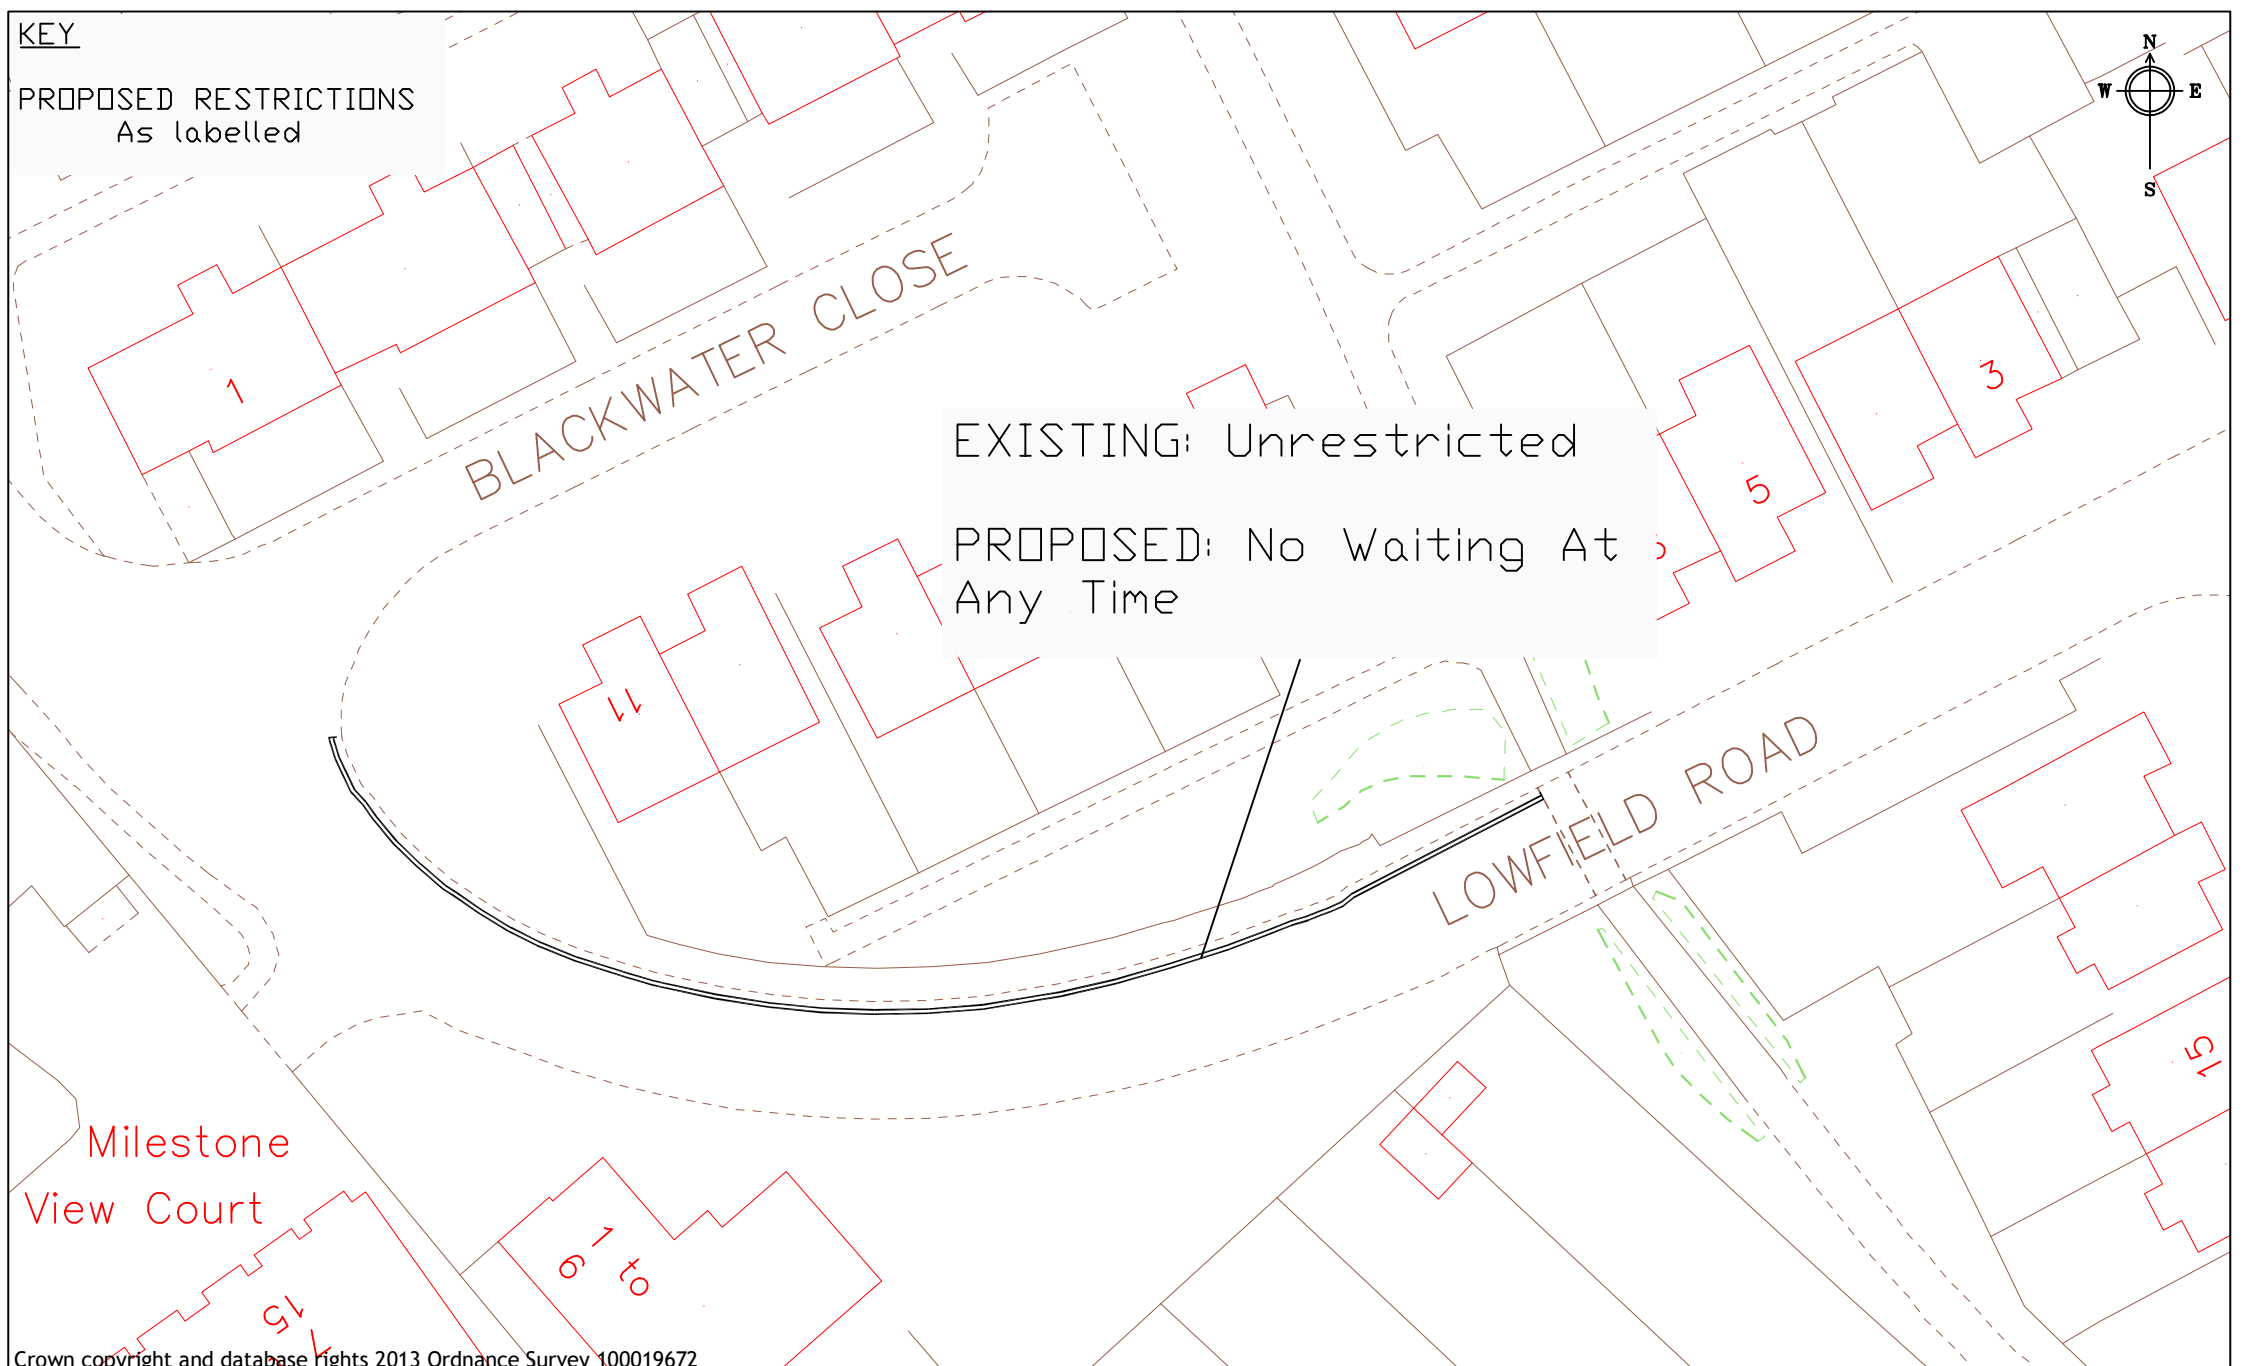 KEY
PROPOSED RESTRICTIONS
As labelled
N
W E
S
BLACKWATER CLOSE
1
3
5
EXISTING: Unrestricted
PROPOSED: No Waiting At
Any Time
11
LOWFIELD ROAD
15
Milestone
View Court
1 to
15
7
Crown copyright and database rights 2013 Ordnance Survey 100019672